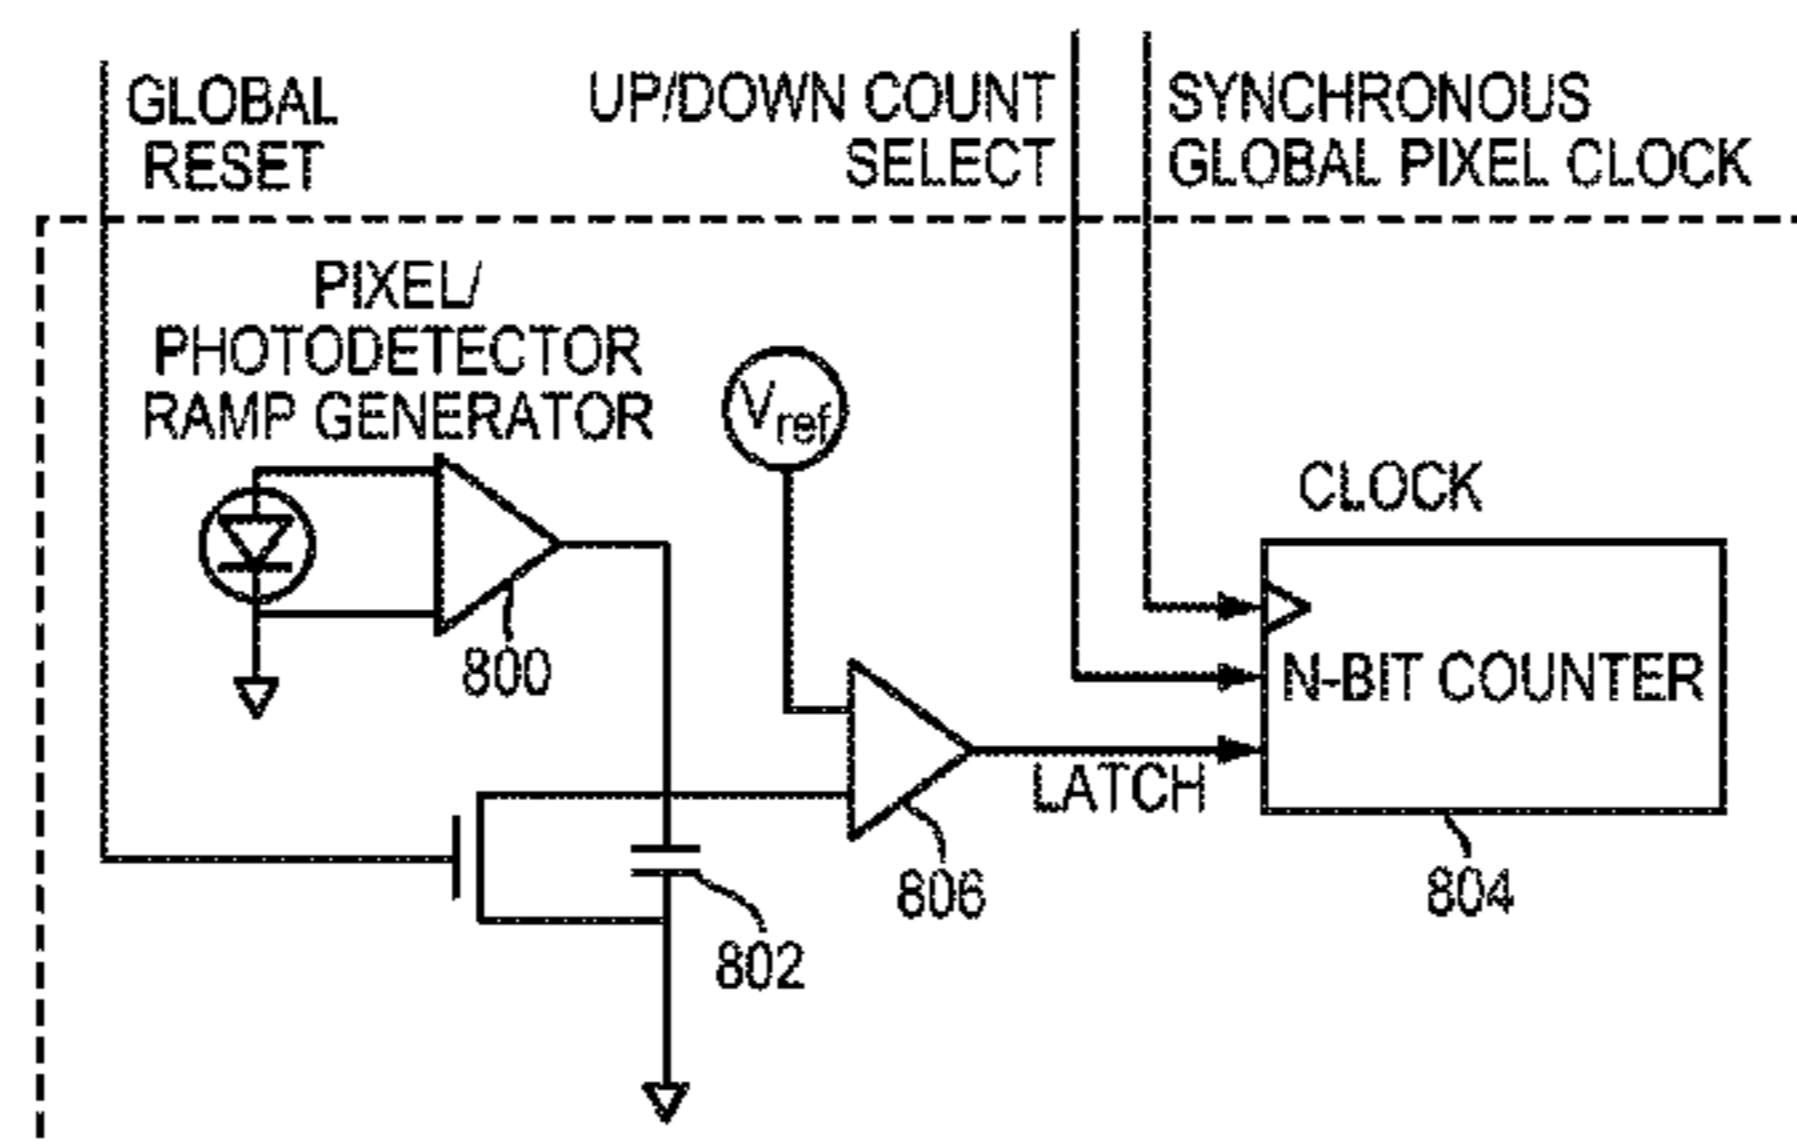 GLOBAL
RESET
UP/DOWN COUNT
SELECT
SYNCHRONOUS
GLOBAL PIXEL CLOCK
PIXEL/
PHOTODETECTOR
RAMP GENERATOR
Vref
CLOCK
800
N-BIT COUNTER
LATCH
806
804
802